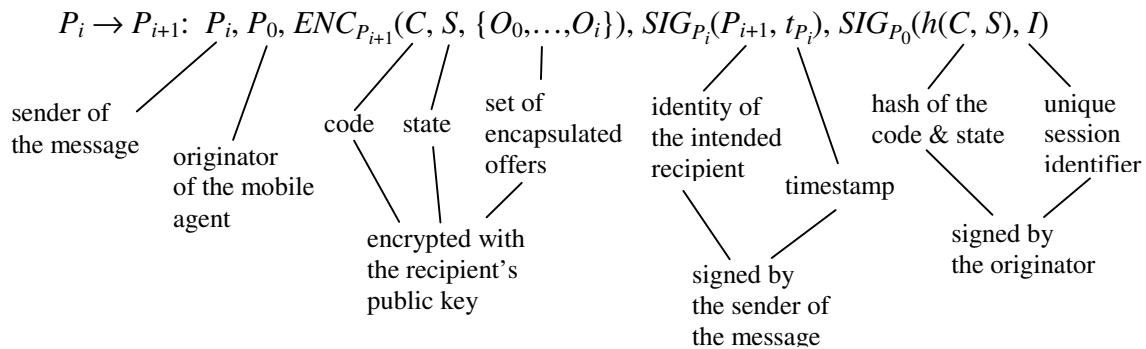 P_i → P_{i+1}: P_i, P_0, ENC_{P_{i+1}}(C, S, {O_0,…,O_i}), SIG_{P_i}(P_{i+1}, t_{P_i}), SIG_{P_0}(h(C, S), I)
sender of
the message
originator
of the mobile
agent
code
state
set of
encapsulated
offers
encrypted with
the recipient's
public key
identity of
the intended
recipient
timestamp
signed by
the sender of
the message
hash of the
code & state
unique
session
identifier
signed by
the originator